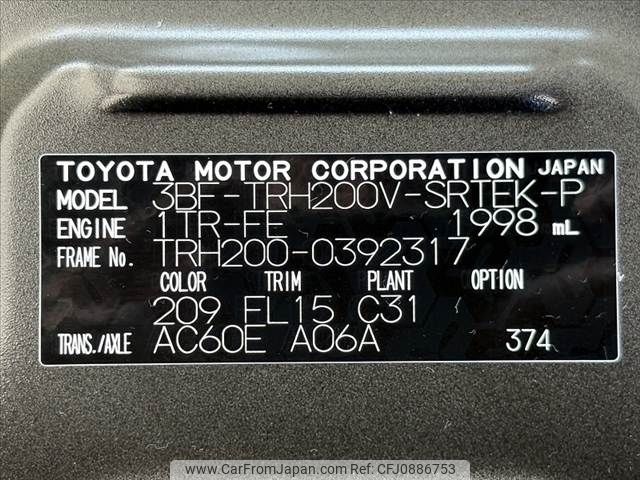 TOYOTA MOTOR CORPORATION JAPAN
MODEL 3BF-TRH200V-SRTEK-P
ENGINE 1TR-FE 1998 mL
FRAME No. TRH200-0392317
COLOR TRIM PLANT OPTION
209 FL15 C31
TRANS./AXLE AC60E A06A 374
www.CarFromJapan.com | REF.NO:CFJ0886753